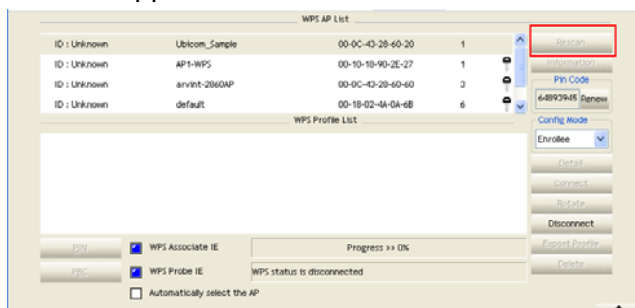 WPS AP List
ID : Unknown Ubicom_Sample 00-0C-43-28-60-20 1 Rescan
ID : Unknown AP1-WPS 00-10-18-90-2E-27 1 Information
ID : Unknown arvint-2860AP 00-0C-43-28-60-60 3 Pin Code
ID : Unknown default 00-18-02-4A-0A-6B 6 64893945 Renew
WPS Profile List Config Mode
Enrollee
Detail
Connect
Rotate
Disconnect
PIN WPS Associate IE Progress >> 0% Export Profile
PBC WPS Probe IE WPS status is disconnected Delete
Automatically select the AP